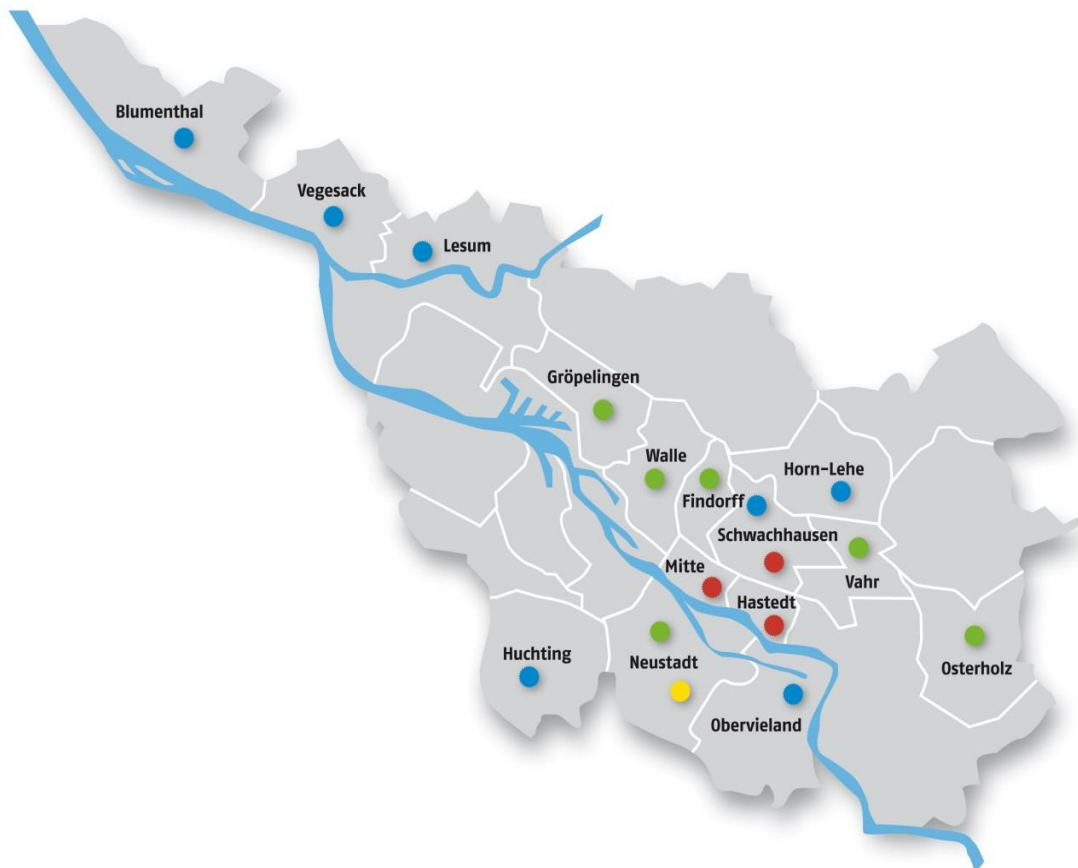 Blumenthal
Vegesack
Lesum
Gröpelingen
Walle
Findorff
Horn-Lehe
Schwachhausen
Mitte
Vahr
Hastedt
Huchting
Neustadt
Osterholz
Obervieland